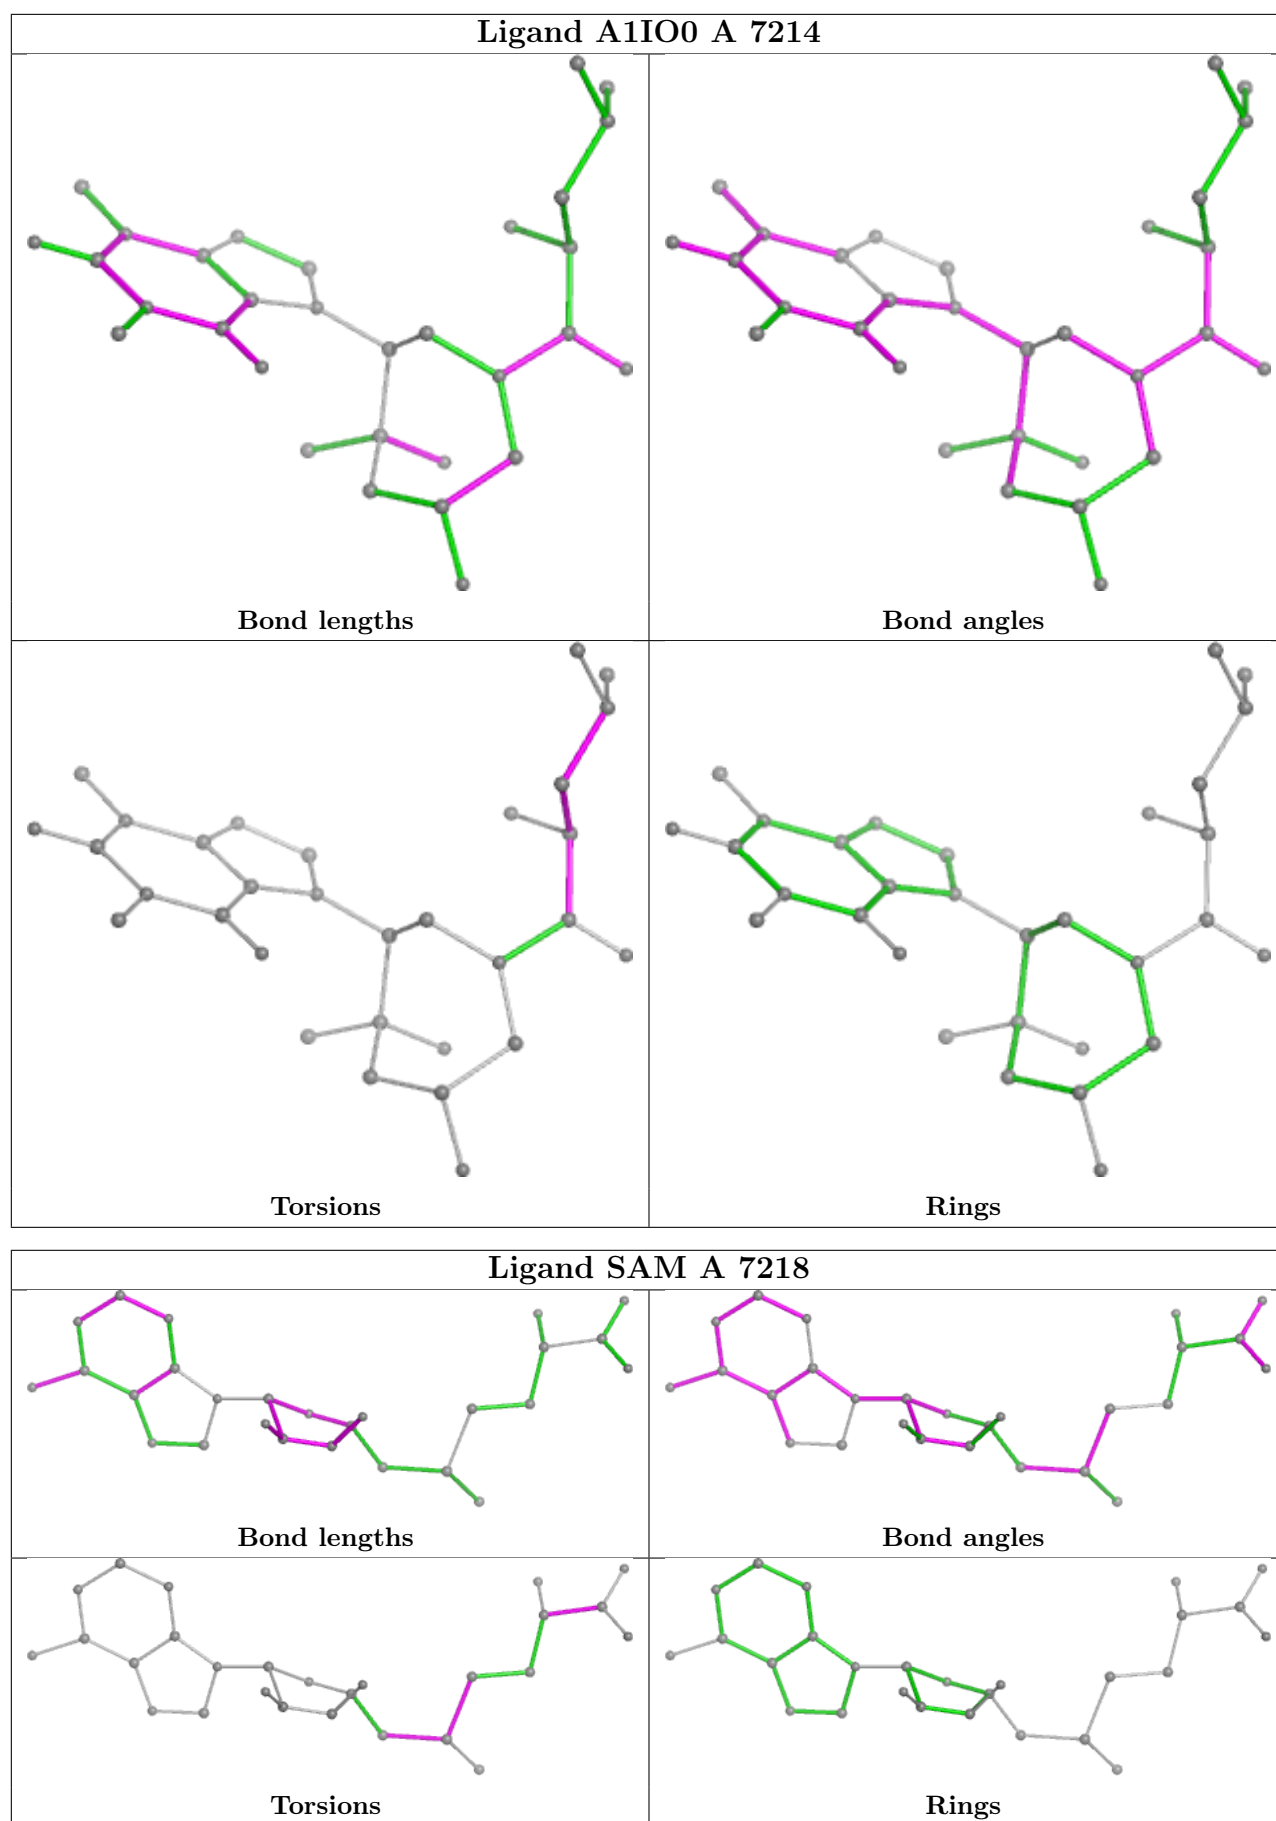 Ligand A1IO0 A 7214
Bond lengths
Bond angles
Torsions
Rings
Ligand SAM A 7218
Bond lengths
Bond angles
Torsions
Rings